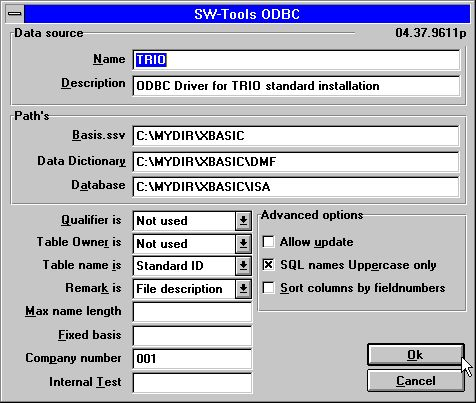 SW-Tools ODBC
Data source 04.37.9611p
Name TRIO
Description ODBC Driver for TRIO standard installation
Path's
Basis.ssv C:\MYDIR\XBASIC
Data Dictionary C:\MYDIR\XBASIC\DMF
Database C:\MYDIR\XBASIC\ISA
Qualifier is Not used
Table Owner is Not used
Table name is Standard ID
Remark is File description
Max name length
Fixed basis
Company number 001
Internal Test
Advanced options
Allow update
SQL names Uppercase only
Sort columns by fieldnumbers
Ok
Cancel